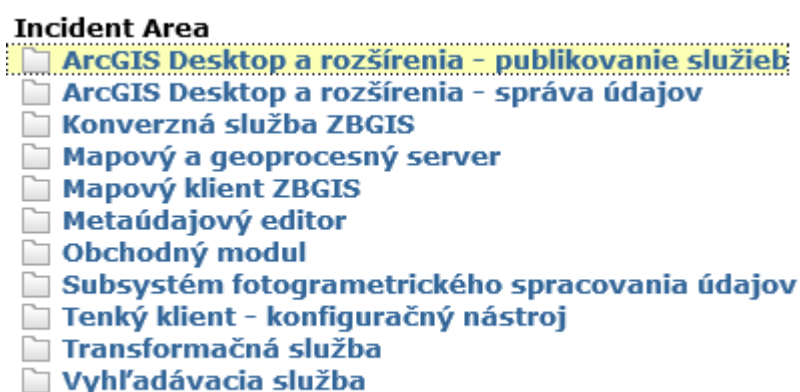 Incident Area
ArcGIS Desktop a rozšírenia - publikovanie služieb
ArcGIS Desktop a rozšírenia - správa údajov
Konverzná služba ZBGIS
Mapový a geoprocesný server
Mapový klient ZBGIS
Metaúdajový editor
Obchodný modul
Subsystém fotogrametrického spracovania údajov
Tenký klient - konfiguračný nástroj
Transformačná služba
Vyhľadávacia služba